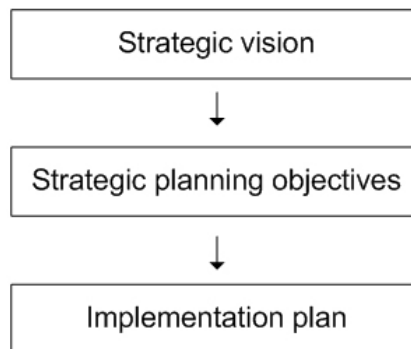 Strategic vision
Strategic planning objectives
Implementation plan